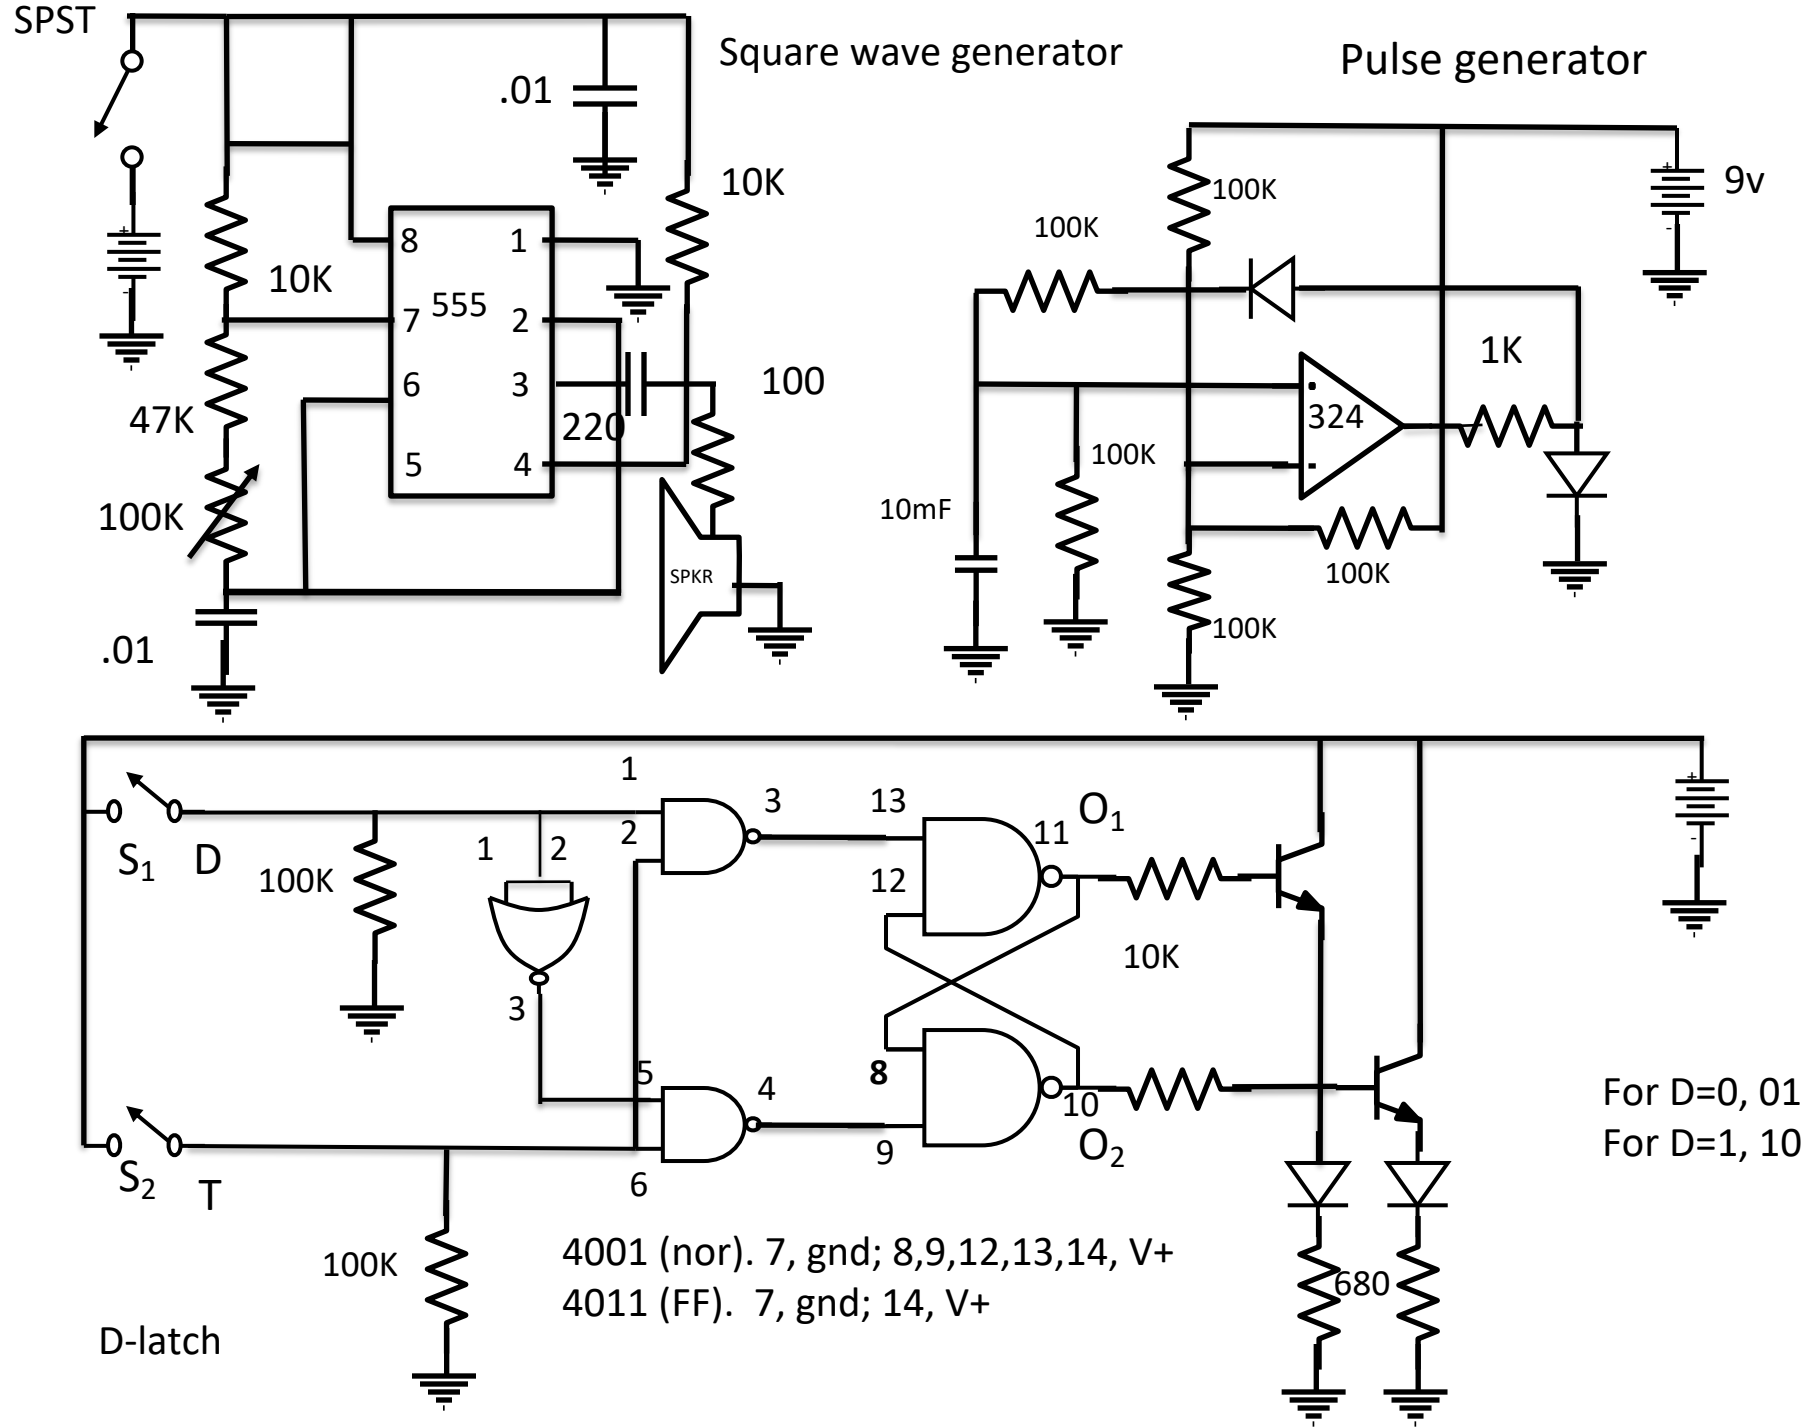 SPST
Square wave generator
.01
10K
10K
47K
100K
.01
555
8
7
6
5
1
2
3
4
220
100
SPKR
Pulse generator
9v
+
-
100K
100K
1K
324
-
100K
10mF
100K
100K
+
-
S1 D
100K
1 2
3
1
2
3
5
6
4
13
12
11
O1
8
9
10
O2
10K
680
+
-
For D=0, 01
For D=1, 10
S2 T
100K
4001 (nor). 7, gnd; 8,9,12,13,14, V+
4011 (FF). 7, gnd; 14, V+
D-latch